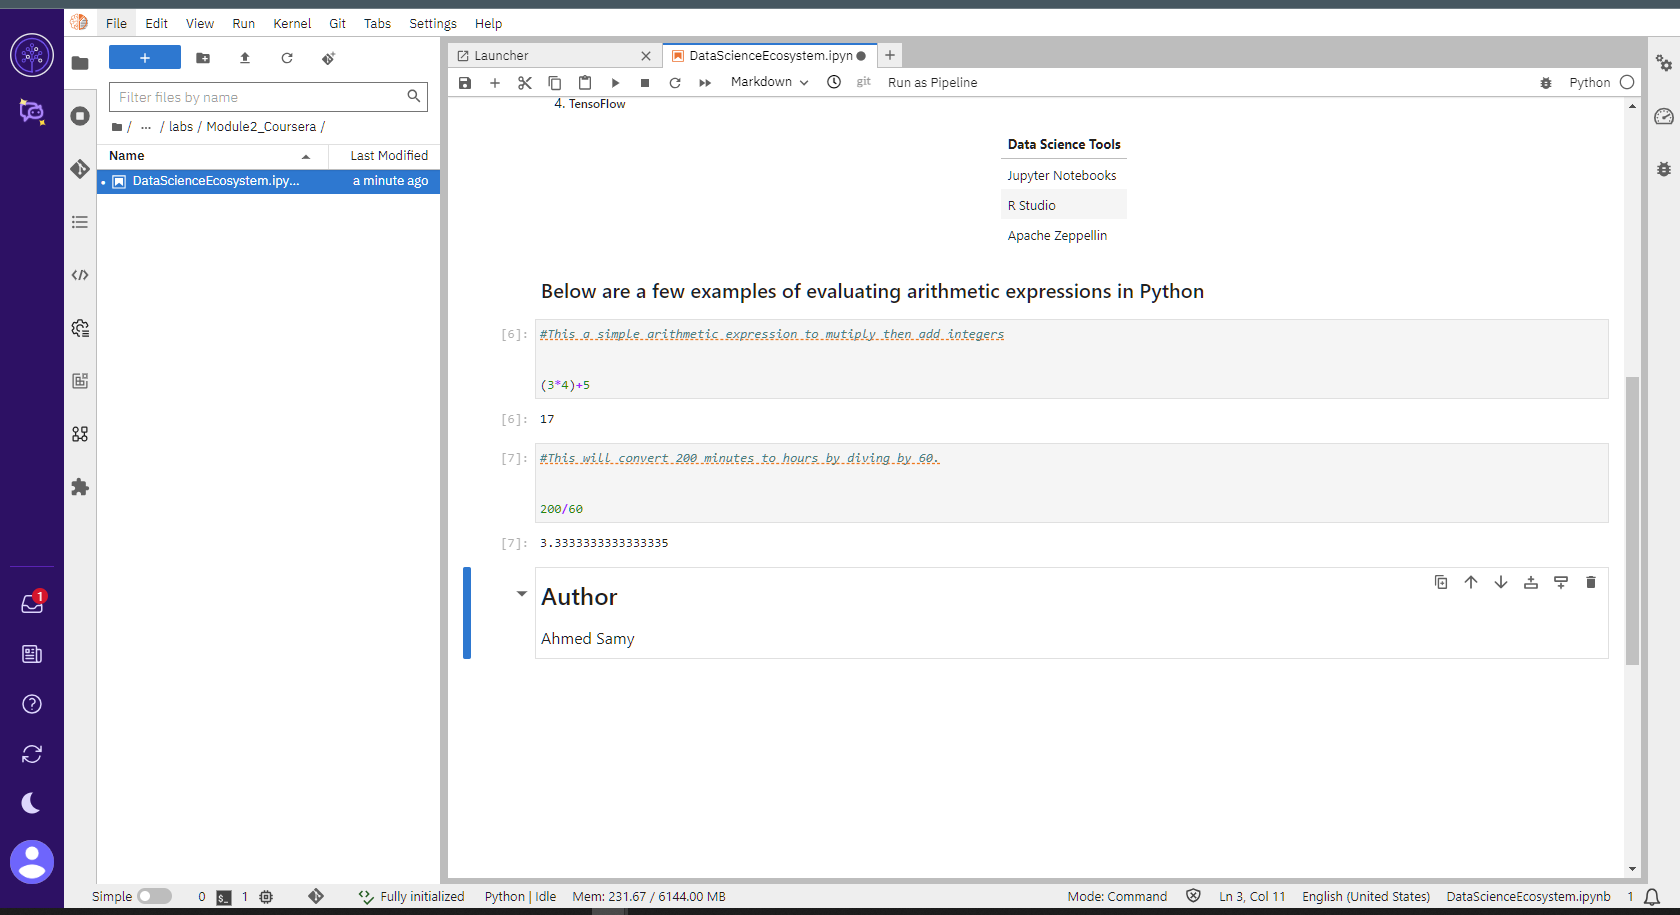 File Edit View Run Kernel Git Tabs Settings Help
Launcher
DataScienceEcosystem.ipyn
Filter files by name
/ ... / labs / Module2_Coursera /
Name Last Modified
DataScienceEcosystem.ipy... a minute ago
Markdown git Run as Pipeline Python
4. TensoFlow
Data Science Tools
Jupyter Notebooks
R Studio
Apache Zeppellin
Below are a few examples of evaluating arithmetic expressions in Python
[6]: #This a simple arithmetic expression to mutiply then add integers
(3*4)+5
[6]: 17
[7]: #This will convert 200 minutes to hours by diving by 60.
200/60
[7]: 3.3333333333333335
Author
Ahmed Samy
1
Simple 0 $_ 1 Fully initialized Python | Idle Mem: 231.67 / 6144.00 MB Mode: Command Ln 3, Col 11 English (United States) DataScienceEcosystem.ipynb 1